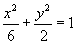 x²/6 + y²/2 = 1